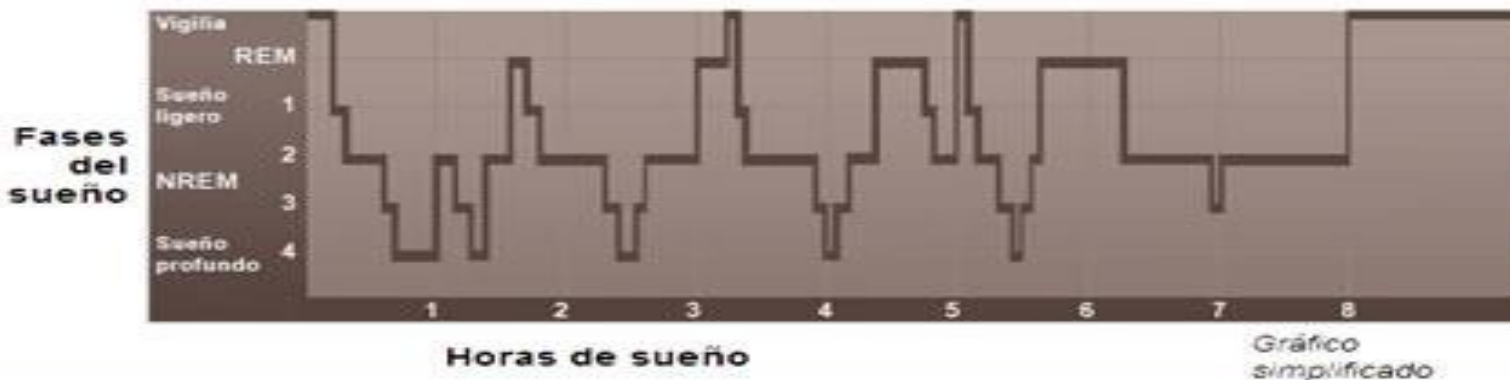 Fases
del
sueño
Vigilia
REM
Sueño
ligero
1
2
NREM
3
Sueño
profundo
4
1 2 3 4 5 6 7 8
Horas de sueño
Gráfico
simplificado